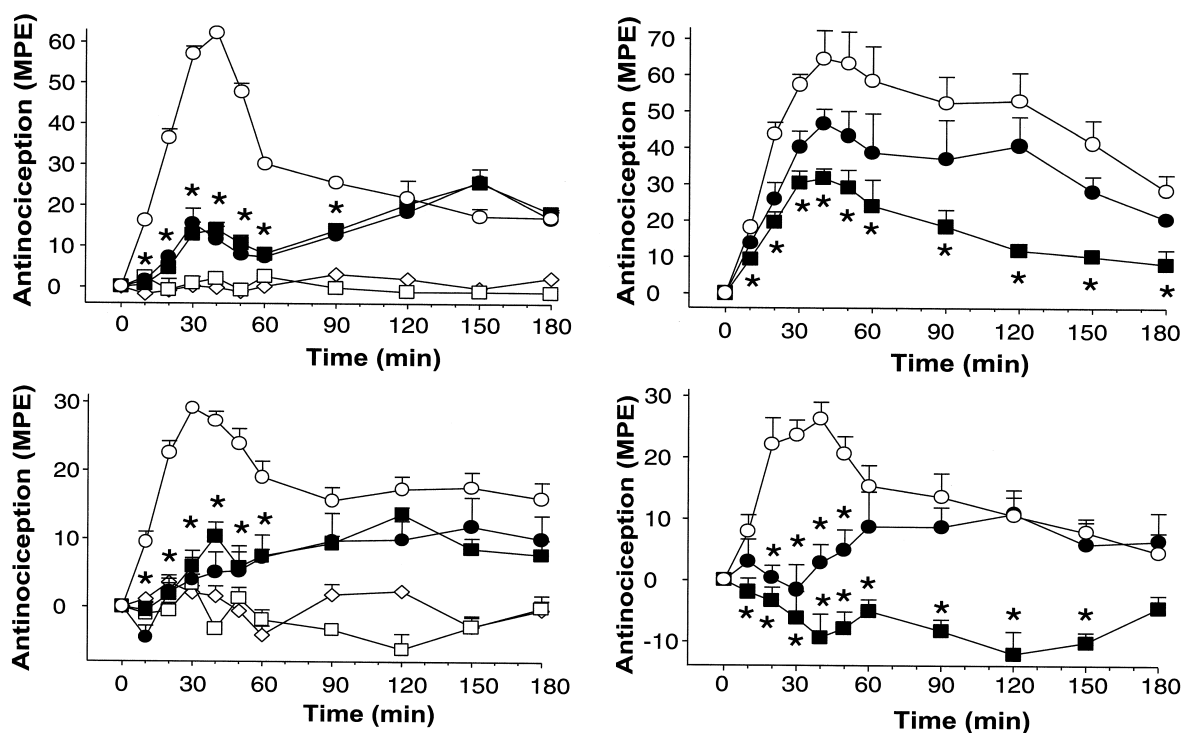 Antinociception (MPE)
60
50
40
30
20
10
0
* * * * * * *
0 30 60 90 120 150 180
Time (min)
Antinociception (MPE)
70
60
50
40
30
20
10
0
* * * * * * * * * *
0 30 60 90 120 150 180
Time (min)
Antinociception (MPE)
30
20
10
0
* * * * * *
0 30 60 90 120 150 180
Time (min)
Antinociception (MPE)
30
20
10
0
-10
* * * *
* * * * * * * * *
0 30 60 90 120 150 180
Time (min)